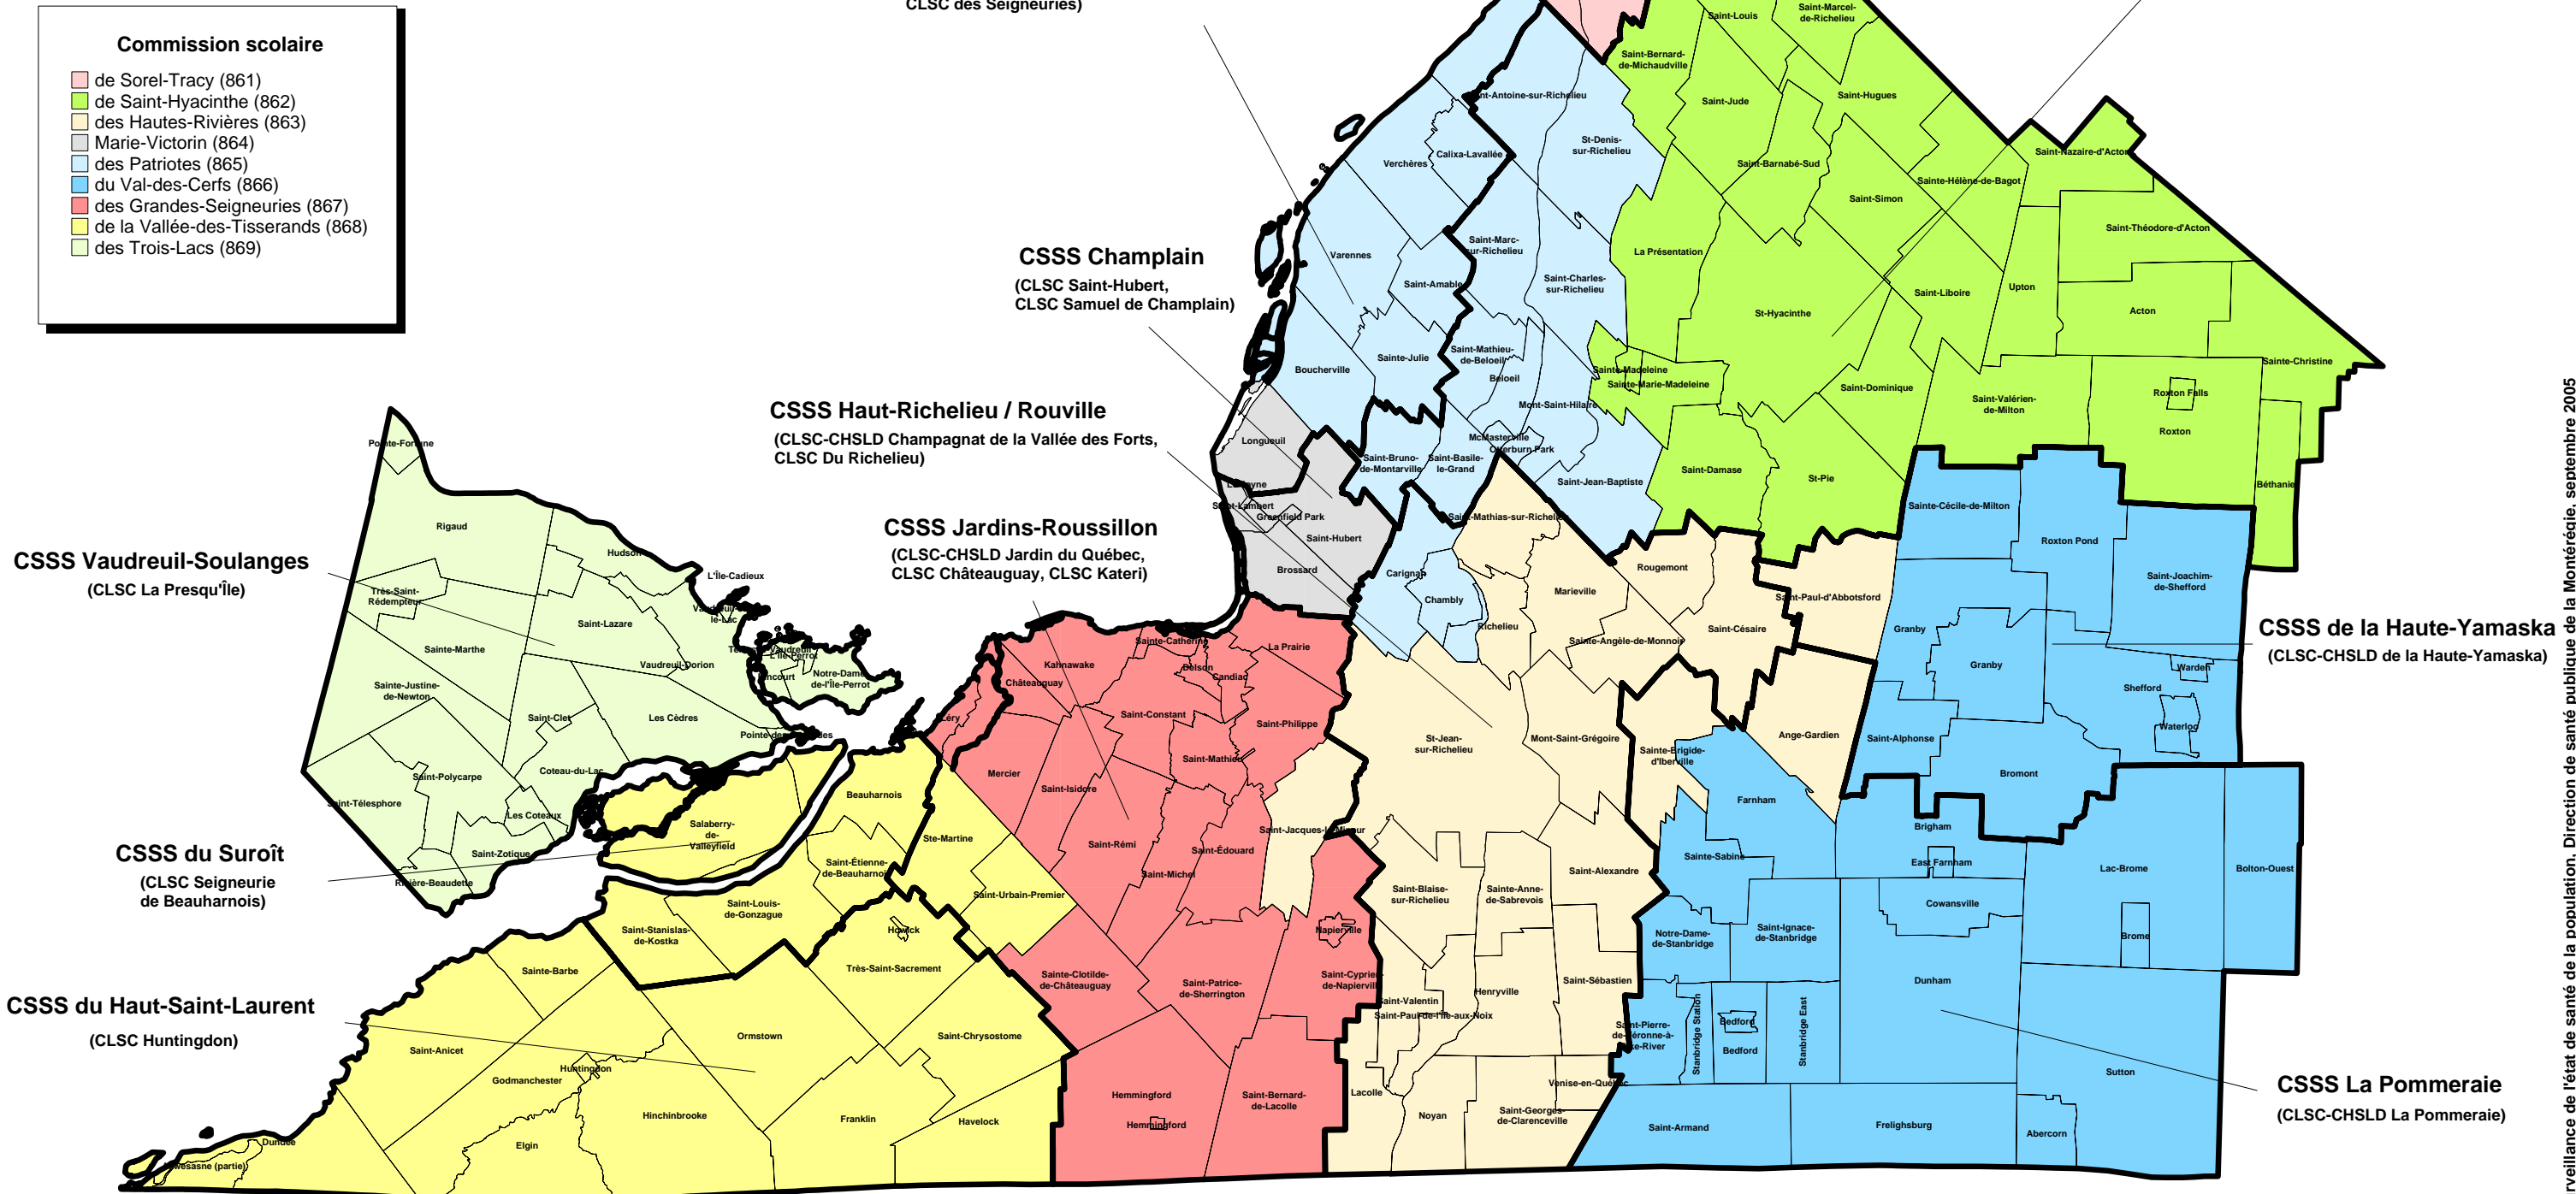 CLSC des Seigneuries)
Commission scolaire
de Sorel-Tracy (861)
de Saint-Hyacinthe (862)
des Hautes-Rivières (863)
Marie-Victorin (864)
des Patriotes (865)
du Val-des-Cerfs (866)
des Grandes-Seigneuries (867)
de la Vallée-des-Tisserands (868)
des Trois-Lacs (869)
CSSS Champlain
(CLSC Saint-Hubert,
CLSC Samuel de Champlain)
CSSS Haut-Richelieu / Rouville
(CLSC-CHSLD Champagnat de la Vallée des Forts,
CLSC Du Richelieu)
CSSS Jardins-Roussillon
(CLSC-CHSLD Jardin du Québec,
CLSC Châteauguay, CLSC Kateri)
CSSS Vaudreuil-Soulanges
(CLSC La Presqu'Île)
CSSS du Suroît
(CLSC Seigneurie
de Beauharnois)
CSSS du Haut-Saint-Laurent
(CLSC Huntingdon)
CSSS de la Haute-Yamaska
(CLSC-CHSLD de la Haute-Yamaska)
CSSS La Pommeraie
(CLSC-CHSLD La Pommeraie)
Saint-Louis
Saint-Marcel-
de-Richelieu
Saint-Bernard-
de-Michaudville
Saint-Jude
Saint-Hugues
Saint-Barnabé-Sud
Saint-Simon
Sainte-Hélène-de-Bagot
Saint-Nazaire-d'Acton
Saint-Théodore-d'Acton
La Présentation
St-Hyacinthe
Saint-Liboire
Upton
Acton
Sainte-Christine
Sainte-Madeleine
Sainte-Marie-Madeleine
Saint-Dominique
Saint-Valérien-
de-Milton
Roxton Falls
Roxton
Béthanie
Saint-Damase
St-Pie
-Antoine-sur-Richelieu
St-Denis-
sur-Richelieu
Calixa-Lavallée
Verchères
Varennes
Saint-Amable
Saint-Marc-
sur-Richelieu
Saint-Charles-
sur-Richelieu
Sainte-Julie
Boucherville
Saint-Mathieu-
de-Beloeil
Beloeil
Mont-Saint-Hilaire
McMasterville
Otterburn Park
Saint-Bruno-
de-Montarville
Saint-Basile-
le-Grand
Saint-Jean-Baptiste
Carignan
Chambly
Longueuil
Greenfield Park
Saint-Hubert
Brossard
Saint-Mathias-sur-Richelieu
Rougemont
Marieville
Richelieu
Sainte-Angèle-de-Monnoir
Saint-Césaire
Saint-Paul-d'Abbotsford
Ange-Gardien
St-Jean-
sur-Richelieu
Mont-Saint-Grégoire
Sainte-Brigide-
d'Iberville
Saint-Blaise-
sur-Richelieu
Sainte-Anne-
de-Sabrevois
Saint-Alexandre
Saint-Sébastien
Henryville
Saint-Valentin
Saint-Paul-de-l'Île-aux-Noix
Lacolle
Noyan
Saint-Georges-
de-Clarenceville
Venise-en-Québec
Sainte-Cécile-de-Milton
Roxton Pond
Saint-Joachim-
de-Shefford
Granby
Granby
Warden
Shefford
Waterloo
Saint-Alphonse
Bromont
Farnham
Brigham
East Farnham
Sainte-Sabine
Cowansville
Lac-Brome
Bolton-Ouest
Brome
Notre-Dame-
de-Stanbridge
Saint-Ignace-
de-Stanbridge
Dunham
Stanbridge Station
Bedford
Bedford
Stanbridge East
Saint-Armand
Frelighsburg
Abercorn
Sutton
La Prairie
Sainte-Catherine
Kahnawake
Delson
Candiac
Châteauguay
Léry
Saint-Constant
Saint-Philippe
Saint-Mathieu
Mercier
Saint-Isidore
Saint-Rémi
Saint-Édouard
Saint-Michel
Napierville
Sainte-Clotilde-
de-Châteauguay
Saint-Patrice-
de-Sherrington
Hemmingford
Hemmingford
Saint-Bernard-
de-Lacolle
Rigaud
Hudson
L'Île-Cadieux
Très-Saint-
Rédempteur
Saint-Lazare
Sainte-Marthe
Vaudreuil-Dorion
Notre-Dame-
de-l'Île-Perrot
Sainte-Justine-
de-Newton
Saint-Clet
Les Cèdres
Saint-Polycarpe
Coteau-du-Lac
Saint-Télesphore
Les Coteaux
Saint-Zotique
Rivière-Beaudette
Salaberry-
de-
Valleyfield
Beauharnois
Saint-Étienne-
de-Beauharnois
Ste-Martine
Saint-Urbain-Premier
Saint-Louis-
de-Gonzague
Saint-Stanislas-
de-Kostka
Howick
Sainte-Barbe
Très-Saint-Sacrement
Ormstown
Saint-Chrysostome
Saint-Anicet
Godmanchester
Huntingdon
Hinchinbrooke
Franklin
Havelock
Elgin
Dundee
rveillance de l'état de santé de la population, Direction de santé publique de la Montérégie, septembre 2005